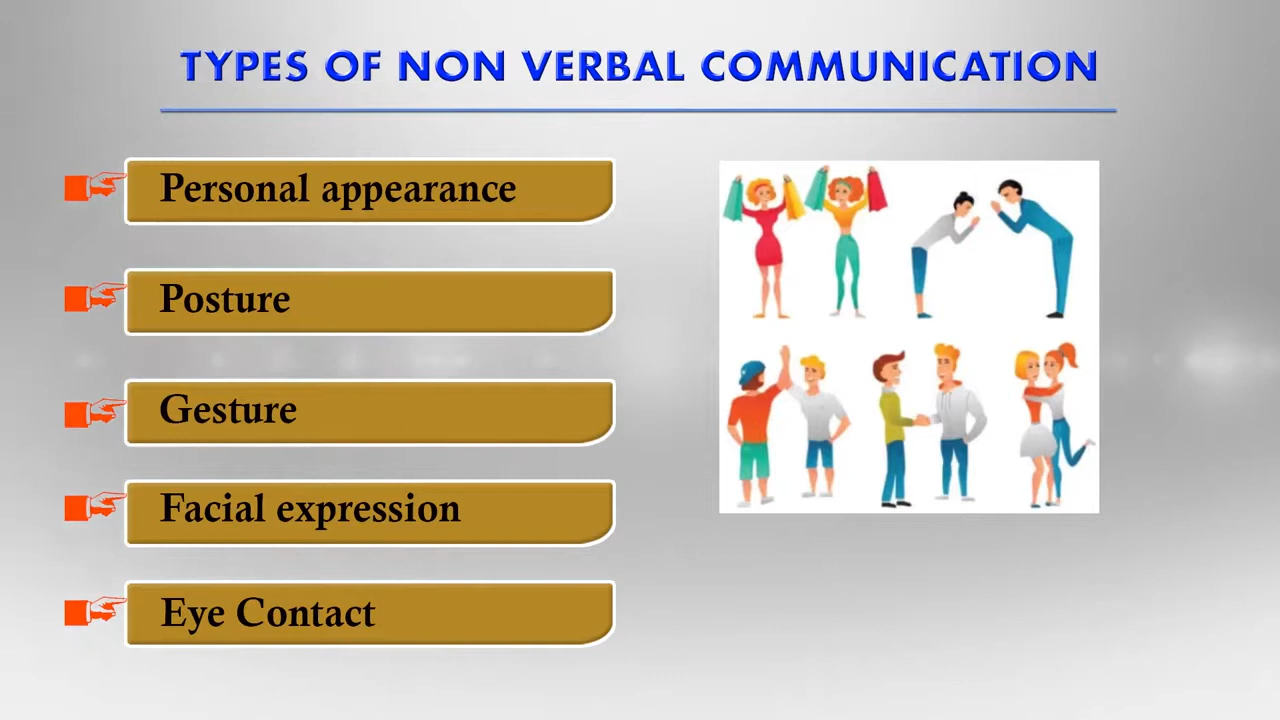 TYPES OF NON VERBAL COMMUNICATION
Personal appearance
Posture
Gesture
Facial expression
Eye Contact